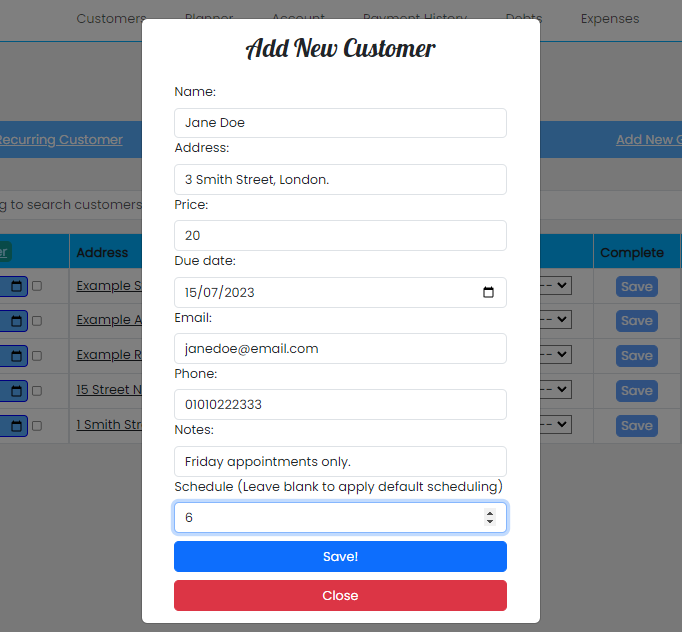 Customers Planner Account Payment History Debts Expenses
Add New Customer
Name:
Jane Doe
Address:
Recurring Customer
Add New
3 Smith Street, London.
g to search customers
Price:
20
er
Address
Complete
Due date:
15/07/2023
Example S
-- Save
Email:
Example A
-- Save
janedoe@email.com
Example R
-- Save
Phone:
15 Street N
-- Save
01010222333
1 Smith Str
-- Save
Notes:
Friday appointments only.
Schedule (Leave blank to apply default scheduling)
6
Save!
Close